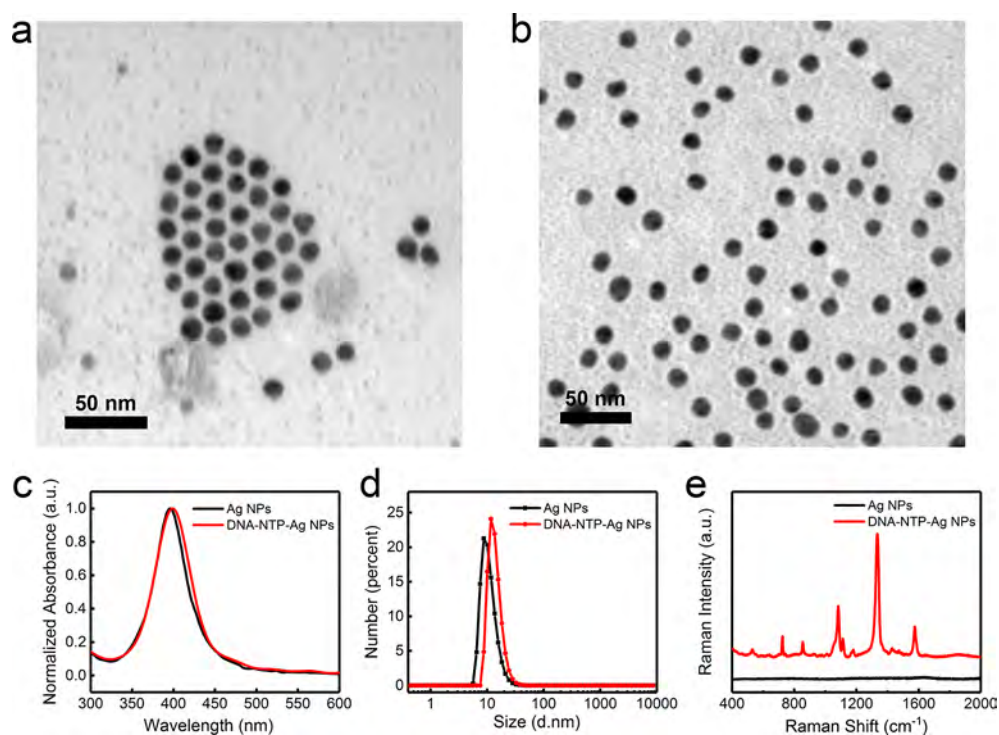 a
b
50 nm
50 nm
c
Normalized Absorbance (a.u.)
1.0
0.8
0.6
0.4
0.2
0.0
Ag NPs
DNA-NTP-Ag NPs
300 350 400 450 500 550 600
Wavelength (nm)
d
Number (percent)
25
20
15
10
5
0
Ag NPs
DNA-NTP-Ag NPs
1 10 100 1000 10000
Size (d.nm)
e
Raman Intensity (a.u.)
Ag NPs
DNA-NTP-Ag NPs
400 800 1200 1600 2000
Raman Shift (cm⁻¹)